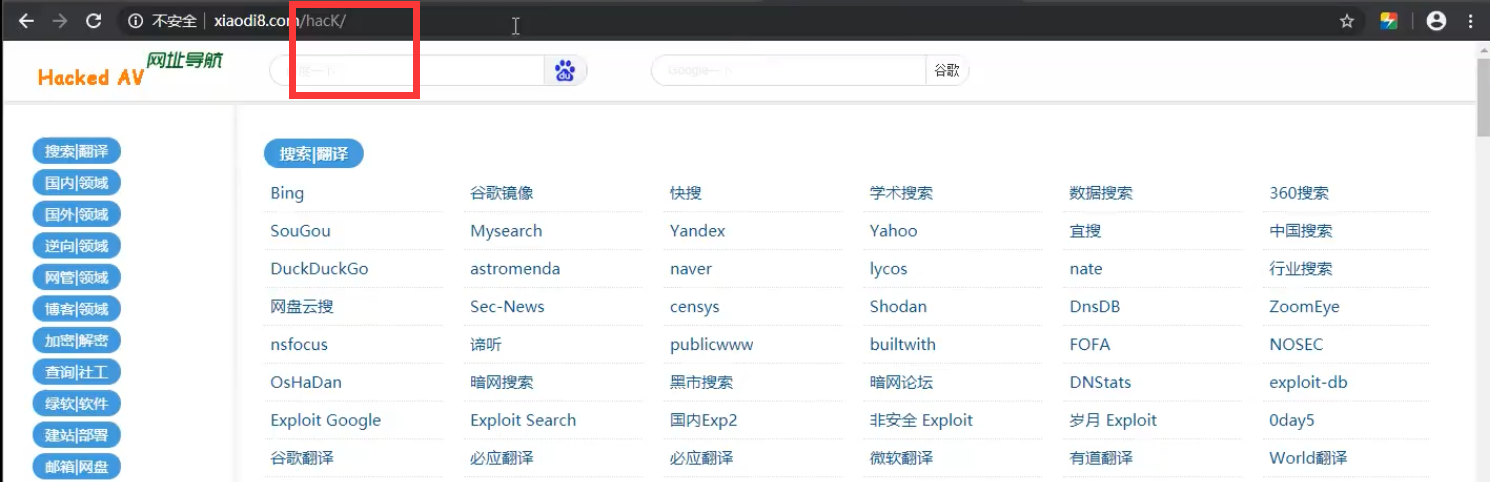 不安全 xiaodi8.com/hacK/
Hacked AV 网址导航
Google一下 谷歌
搜索|翻译
国内|领域
国外|领域
逆向|领域
网管|领域
博客|领域
加密|解密
查询|社工
绿软|软件
建站|部署
邮箱|网盘
搜索|翻译
Bing 谷歌镜像 快搜 学术搜索 数据搜索 360搜索
SouGou Mysearch Yandex Yahoo 直搜 中国搜索
DuckDuckGo astromenda naver lycos nate 行业搜索
网盘云搜 Sec-News censys Shodan DnsDB ZoomEye
nsfocus 谛听 publicwww builtwith FOFA NOSEC
OsHaDan 暗网搜索 黑市搜索 暗网论坛 DNStats exploit-db
Exploit Google Exploit Search 国内Exp2 非安全 Exploit 岁月 Exploit 0day5
谷歌翻译 必应翻译 必应翻译 微软翻译 有道翻译 World翻译